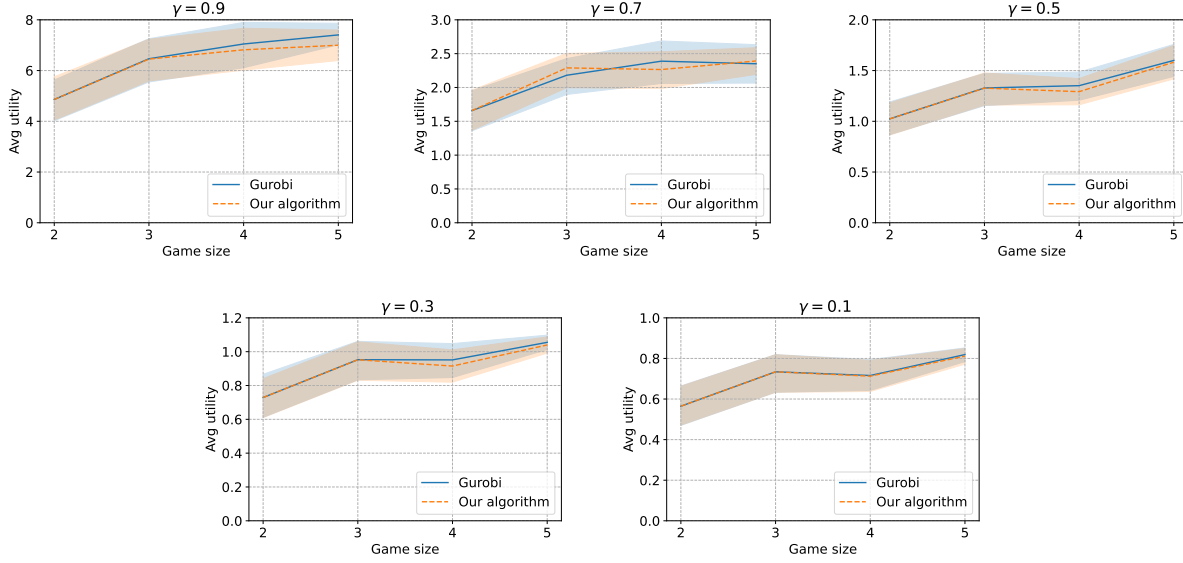 γ = 0.9
8
6
4
2
0
Avg utility
2 3 4 5
Game size
Gurobi
Our algorithm
γ = 0.7
3.0
2.5
2.0
1.5
1.0
0.5
0.0
Avg utility
2 3 4 5
Game size
Gurobi
Our algorithm
γ = 0.5
2.0
1.5
1.0
0.5
0.0
Avg utility
2 3 4 5
Game size
Gurobi
Our algorithm
γ = 0.3
1.2
1.0
0.8
0.6
0.4
0.2
0.0
Avg utility
2 3 4 5
Game size
Gurobi
Our algorithm
γ = 0.1
1.0
0.8
0.6
0.4
0.2
0.0
Avg utility
2 3 4 5
Game size
Gurobi
Our algorithm